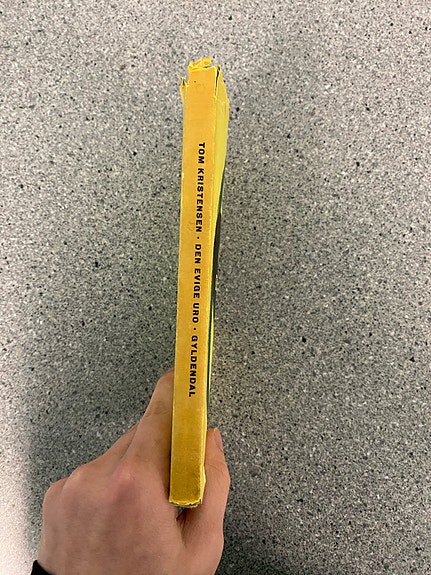 TOM KRISTENSEN · DEN EVIGE URO · GYLDENDAL